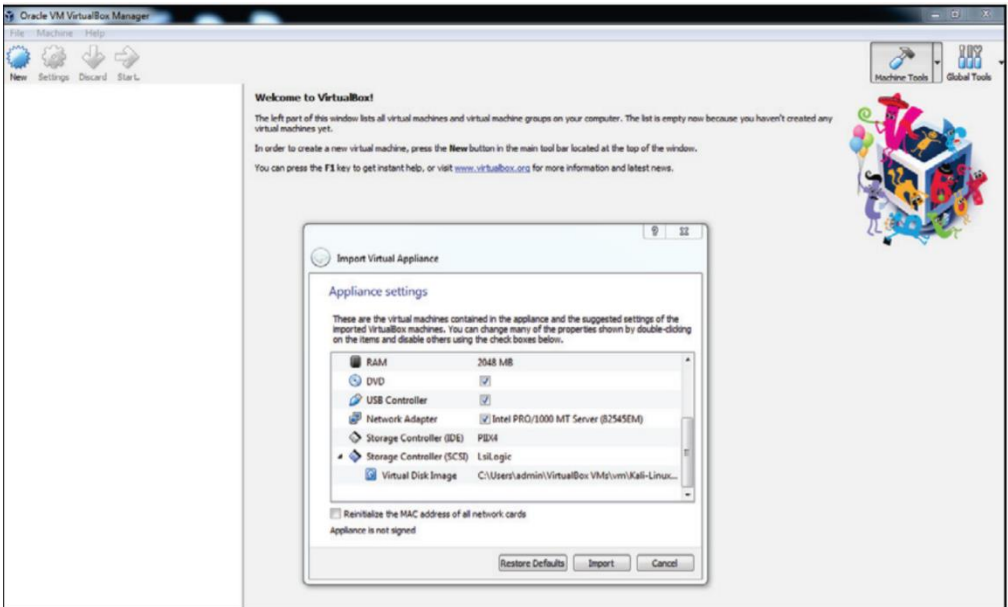 Oracle VM VirtualBox Manager
File Machine Help
New Settings Discard Start
Machine Tools Global Tools
Welcome to VirtualBox!
The left part of this window lists all virtual machines and virtual machine groups on your computer. The list is empty now because you haven't created any
virtual machines yet.
In order to create a new virtual machine, press the New button in the main tool bar located at the top of the window.
You can press the F1 key to get instant help, or visit www.virtualbox.org for more information and latest news.
Import Virtual Appliance
Appliance settings
These are the virtual machines contained in the appliance and the suggested settings of the
imported VirtualBox machines. You can change many of the properties shown by double-clicking
on the items and disable others using the check boxes below.
RAM 2048 MB
DVD
USB Controller
Network Adapter Intel PRO/1000 MT Server (82545EM)
Storage Controller (IDE) PIIX4
Storage Controller (SCSI) LsiLogic
Virtual Disk Image C:\Users\admin\VirtualBox VMs\vm\Kali-Linux...
Reinitialize the MAC address of all network cards
Appliance is not signed
Restore Defaults Import Cancel